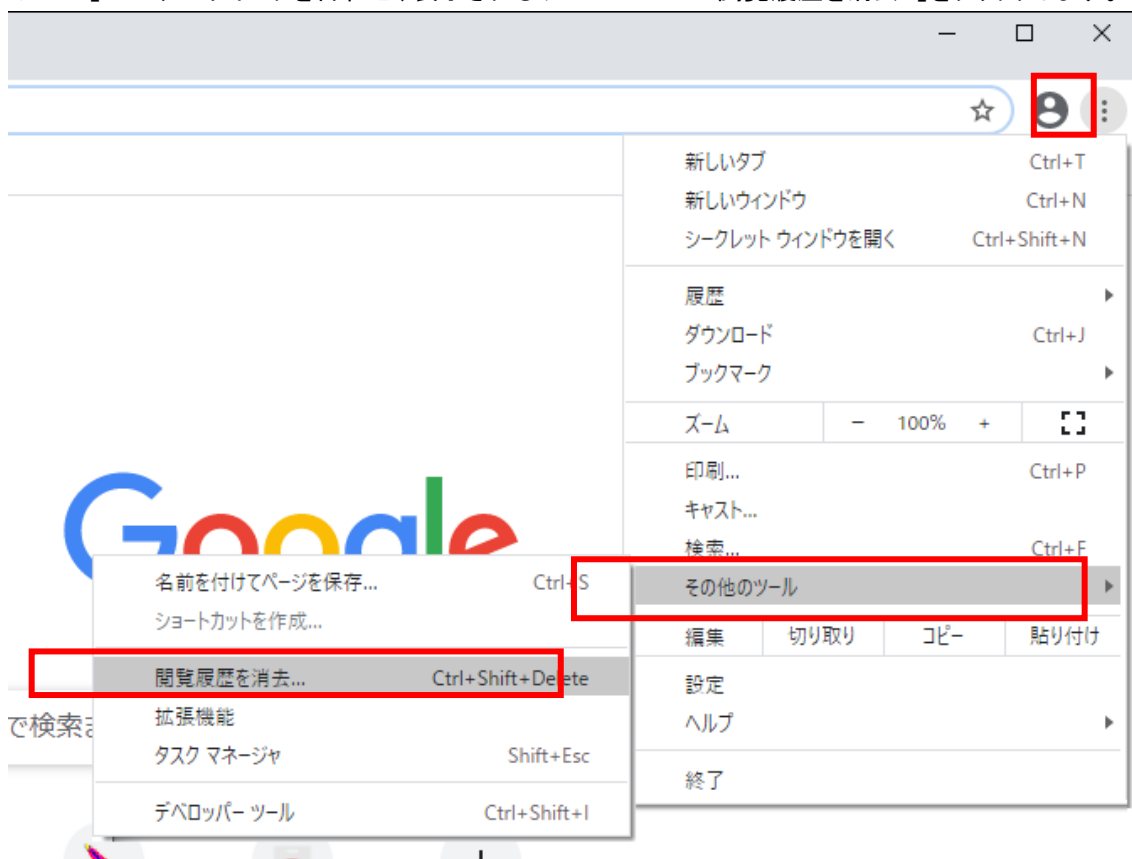 新しいタブ Ctrl+T
新しいウィンドウ Ctrl+N
シークレット ウィンドウを開く Ctrl+Shift+N
履歴
ダウンロード Ctrl+J
ブックマーク
ズーム － 100% +
印刷... Ctrl+P
キャスト...
検索... Ctrl+F
その他のツール
編集 切り取り コピー 貼り付け
設定
ヘルプ
終了
Google
名前を付けてページを保存... Ctrl+S
ショートカットを作成...
閲覧履歴を消去... Ctrl+Shift+Delete
拡張機能
タスク マネージャ Shift+Esc
デベロッパー ツール Ctrl+Shift+I
で検索